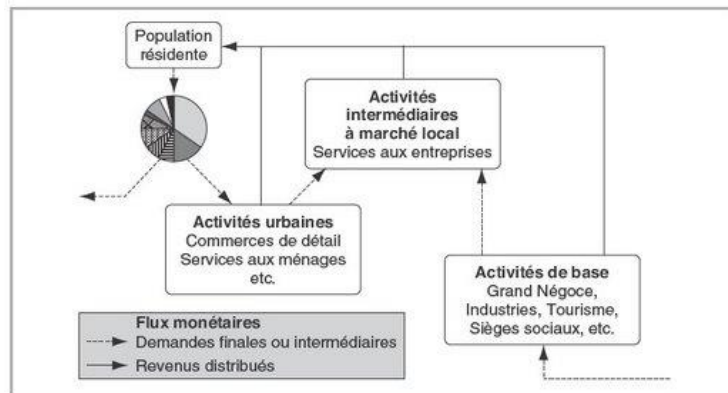 Population
résidente
Activités
intermédiaires
à marché local
Services aux entreprises
Activités urbaines
Commerces de détail
Services aux ménages
etc.
Activités de base
Grand Négoce,
Industries, Tourisme,
Sièges sociaux, etc.
Flux monétaires
Demandes finales ou intermédiaires
Revenus distribués